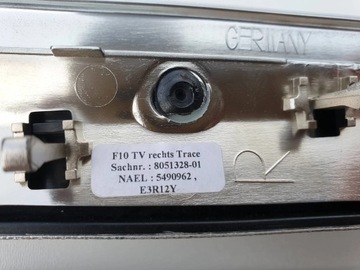 GERMANY
F10 TV rechts Trace
Sachnr. : 8051328-01
NAEL : 5490962 ,
E3R12Y
R